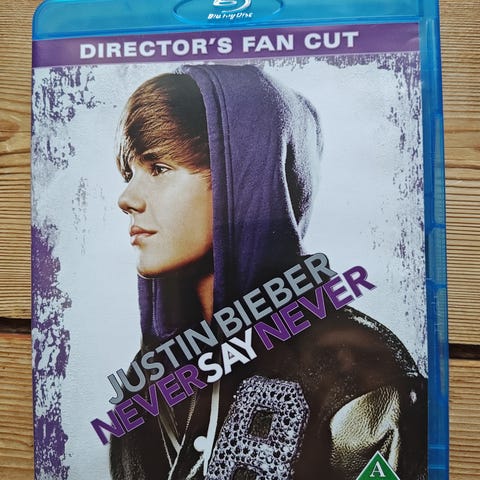 Blu-ray Disc
DIRECTOR'S FAN CUT
JUSTIN BIEBER
NEVER SAY NEVER
A